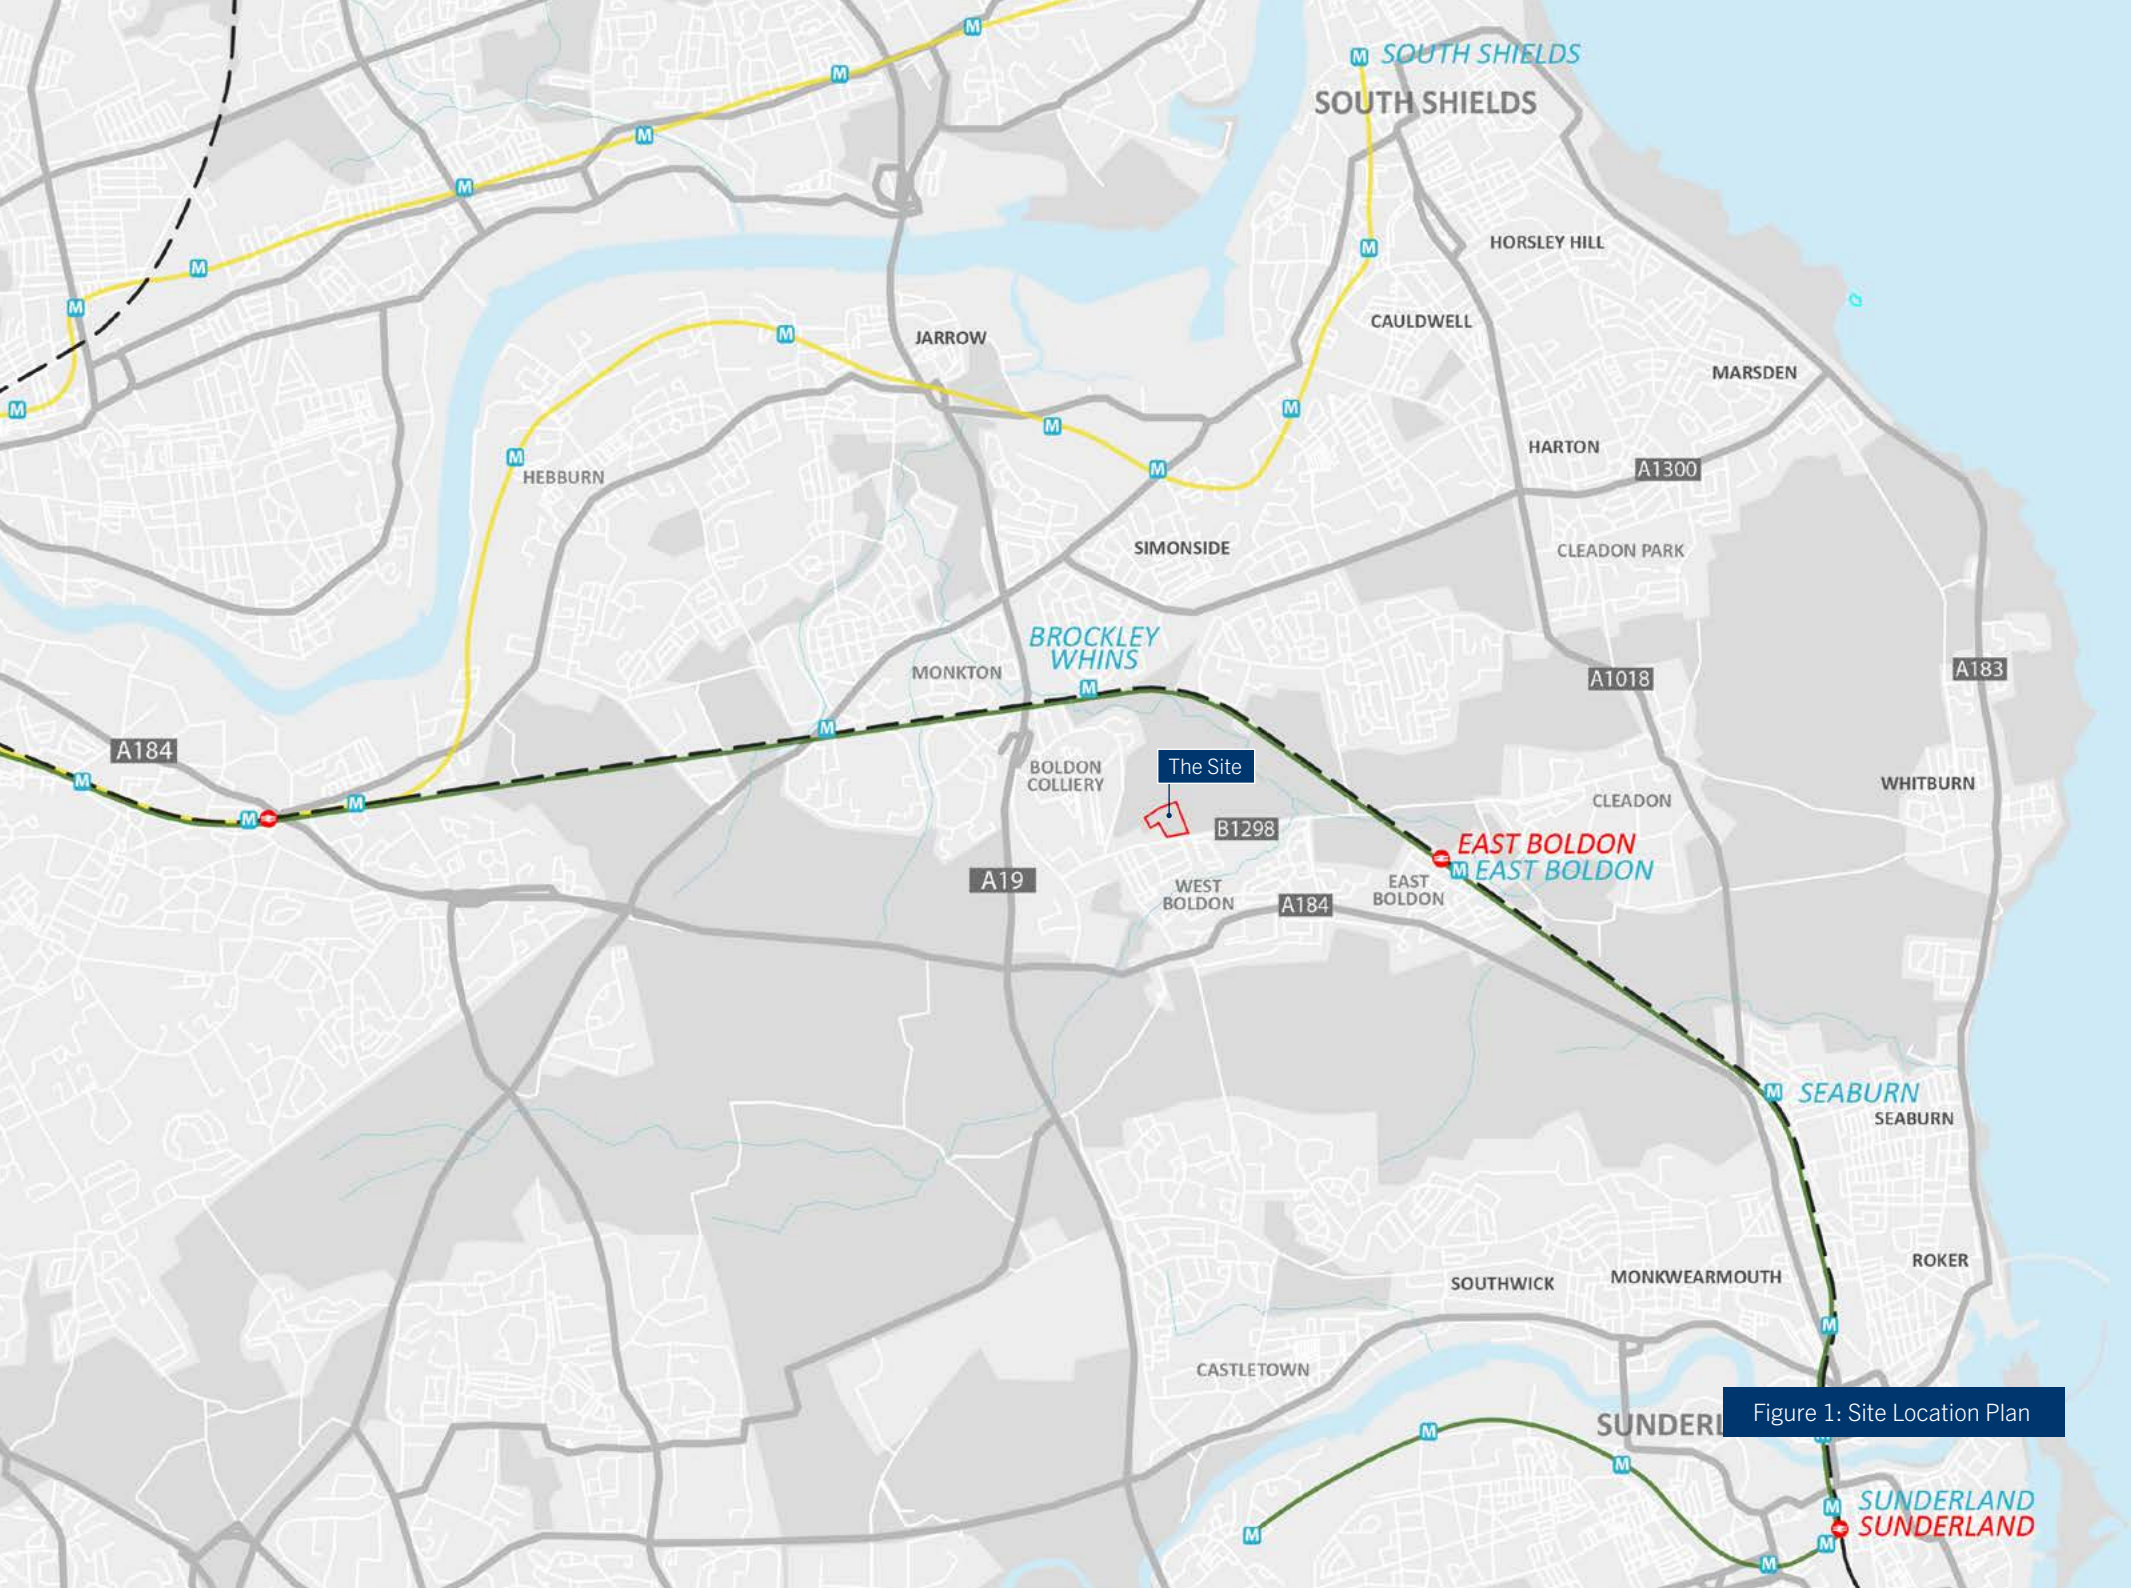 M
M
SOUTH SHIELDS
SOUTH SHIELDS
M
M
M
M
HORSLEY HILL
M
M
M
CAULDWELL
M
JARROW
MARSDEN
M
M
M
HARTON
M
HEBBURN
M
A1300
SIMONSIDE
CLEADON PARK
BROCKLEY
WHINS
MONKTON
M
A1018
A183
M
A184
BOLDON
COLLIERY
The Site
M
M
M
CLEADON
WHITBURN
B1298
EAST BOLDON
M
EAST BOLDON
A19
WEST
BOLDON
A184
EAST
BOLDON
M
SEABURN
SEABURN
SOUTHWICK
MONKWEARMOUTH
ROKER
M
CASTLETOWN
SUNDERL
Figure 1: Site Location Plan
M
M
M
SUNDERLAND
SUNDERLAND
M
M
M